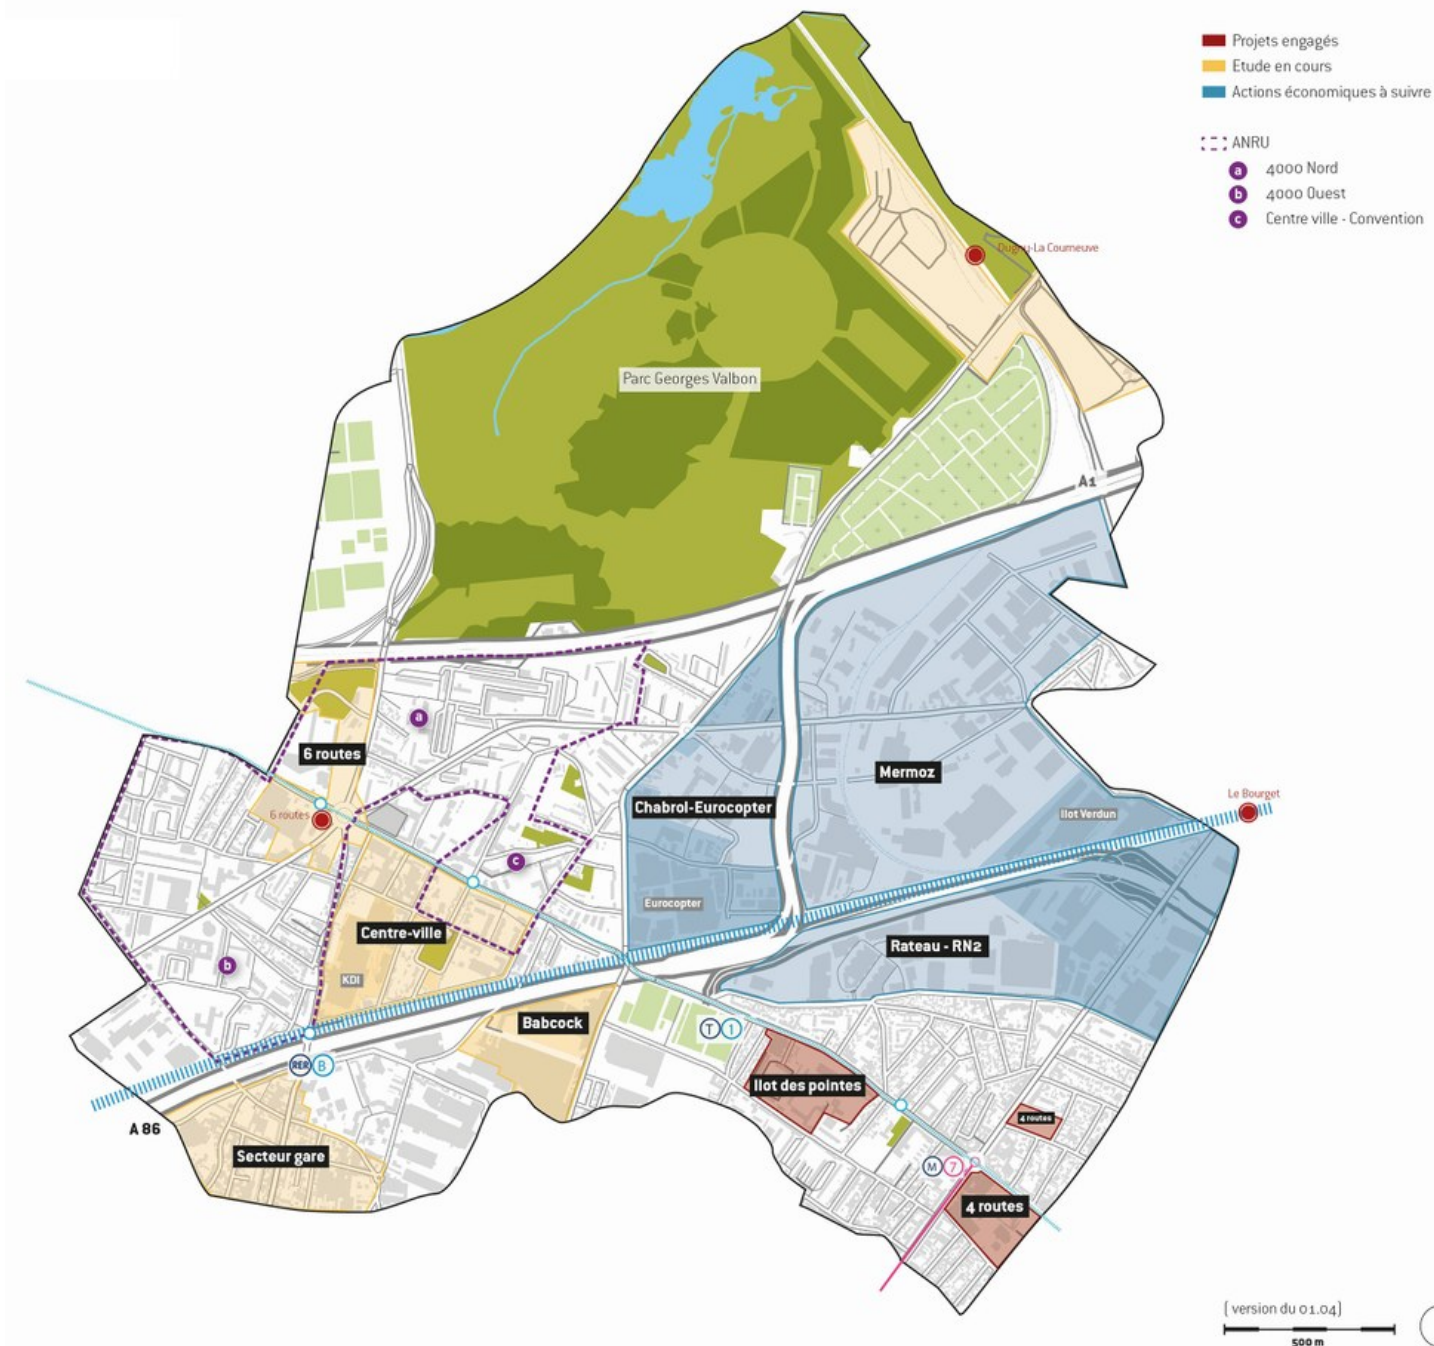 Projets engagés
Etude en cours
Actions économiques à suivre
ANRU
a 4000 Nord
b 4000 Ouest
c Centre ville - Convention
Dugny-La Courneuve
Parc Georges Valbon
A1
a
6 routes
6 routes
Mermoz
Chabrol-Eurocopter
Le Bourget
Ilot Verdun
c
Eurocopter
Centre-ville
Rateau - RN2
b
KDI
Babcock
T 1
RER B
Ilot des pointes
A 86
4 routes
Secteur gare
M 7
4 routes
( version du 01.04)
500 m